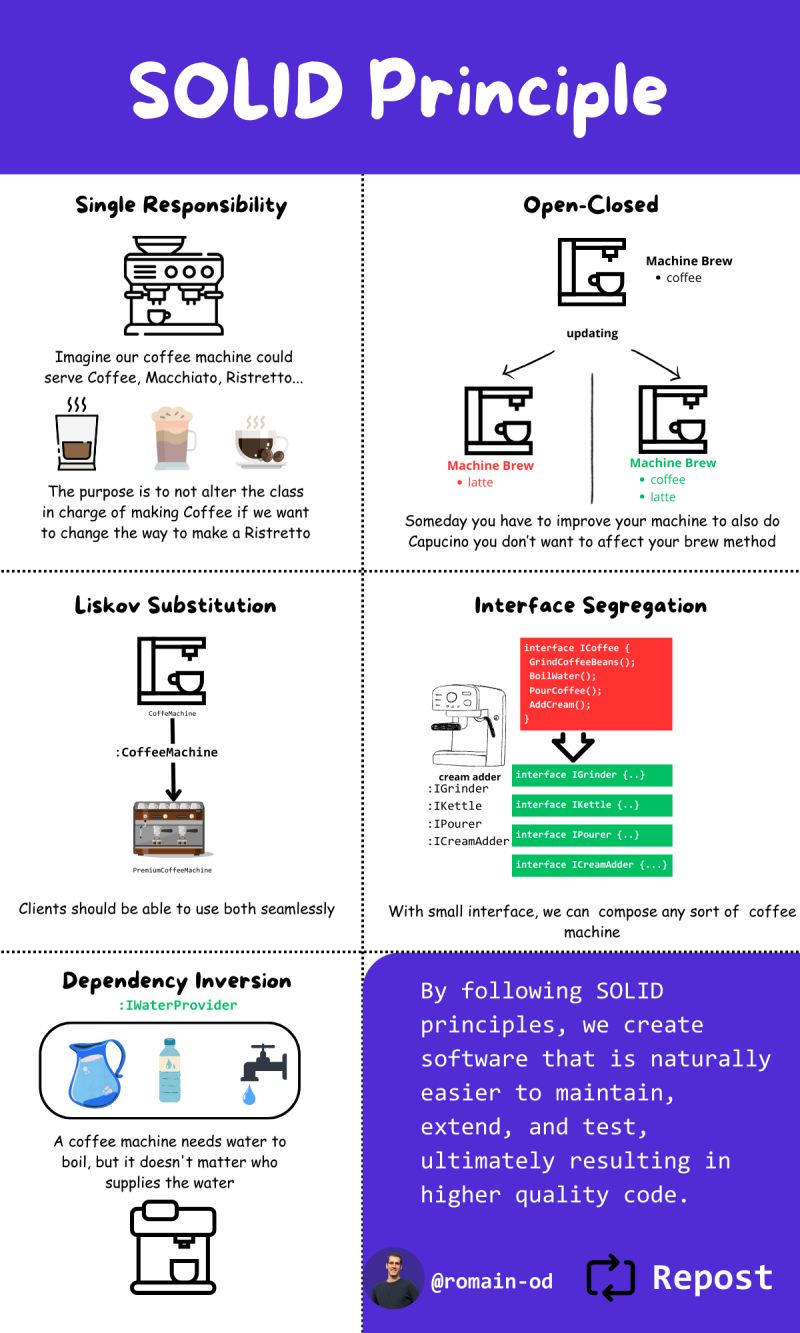 SOLID Principle
Single Responsibility
Imagine our coffee machine could
serve Coffee, Macchiato, Ristretto...
The purpose is to not alter the class
in charge of making Coffee if we want
to change the way to make a Ristretto
Open-Closed
Machine Brew
• coffee
updating
Machine Brew
• latte
Machine Brew
• coffee
• latte
Someday you have to improve your machine to also do
Capucino you don't want to affect your brew method
Liskov Substitution
CoffeMachine
:CoffeeMachine
PremiumCoffeeMachine
Clients should be able to use both seamlessly
Interface Segregation
interface ICoffee {
GrindCoffeeBeans();
BoilWater();
PourCoffee();
AddCream();
}
cream adder
:IGrinder
:IKettle
:IPourer
:ICreamAdder
interface IGrinder {..}
interface IKettle {..}
interface IPourer {..}
interface ICreamAdder {...}
With small interface, we can compose any sort of coffee
machine
Dependency Inversion
:IWaterProvider
A coffee machine needs water to
boil, but it doesn't matter who
supplies the water
By following SOLID
principles, we create
software that is naturally
easier to maintain,
extend, and test,
ultimately resulting in
higher quality code.
@romain-od
Repost